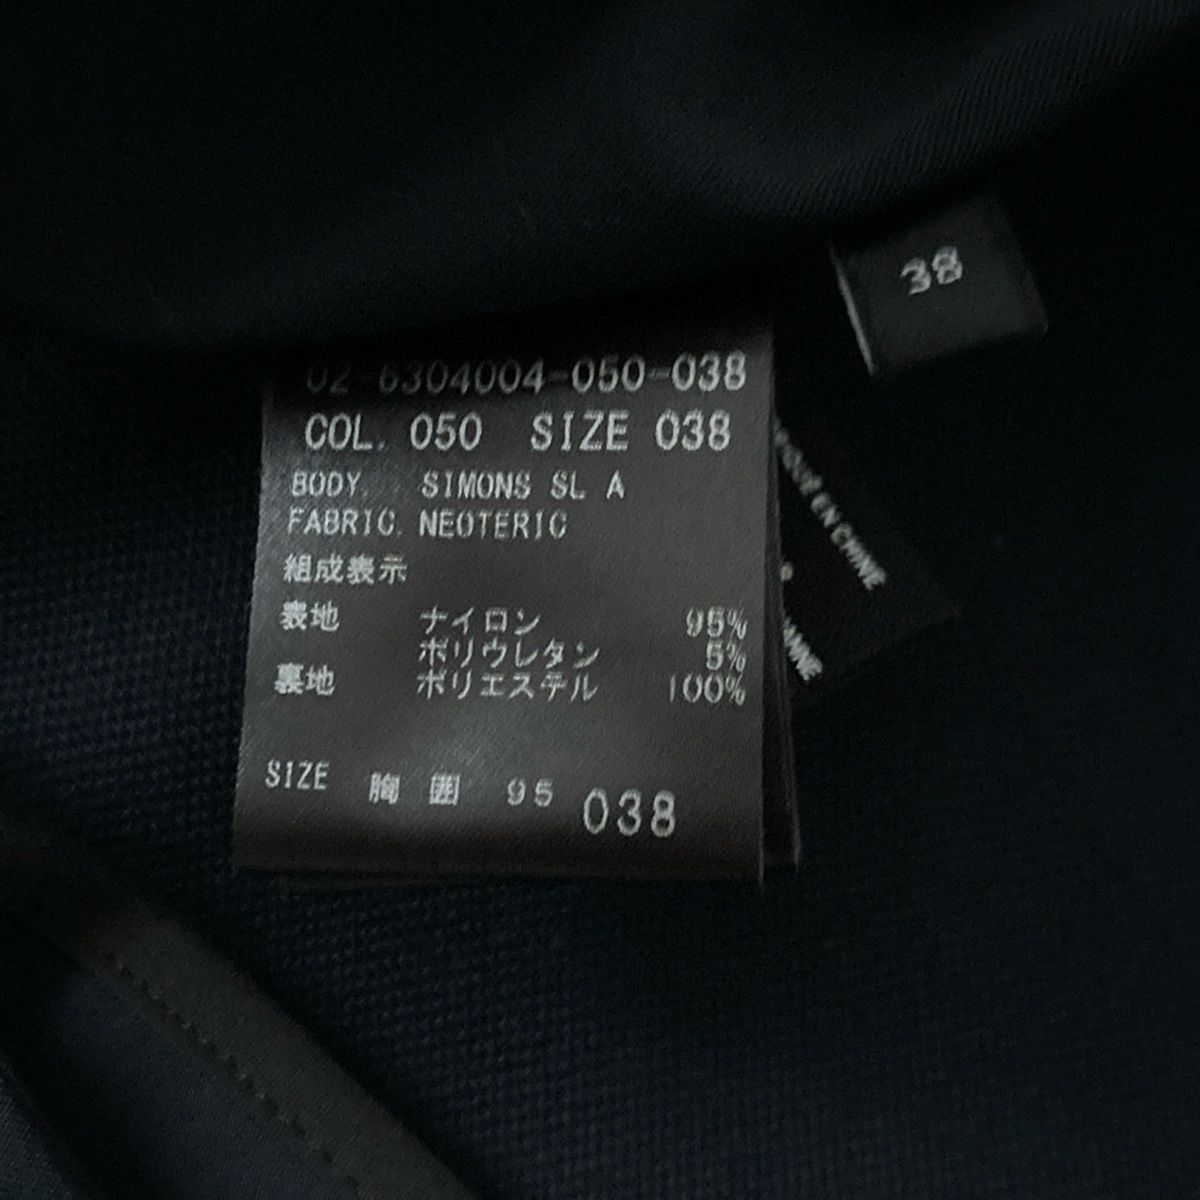 38
02-6304004-050-038
COL. 050 SIZE 038
BODY. SIMONS SL A
FABRIC. NEOTERIC
組成表示
表地 ナイロン 95%
ポリウレタン 5%
裏地 ポリエステル 100%
SIZE 胸囲 95 038
EN CHINE